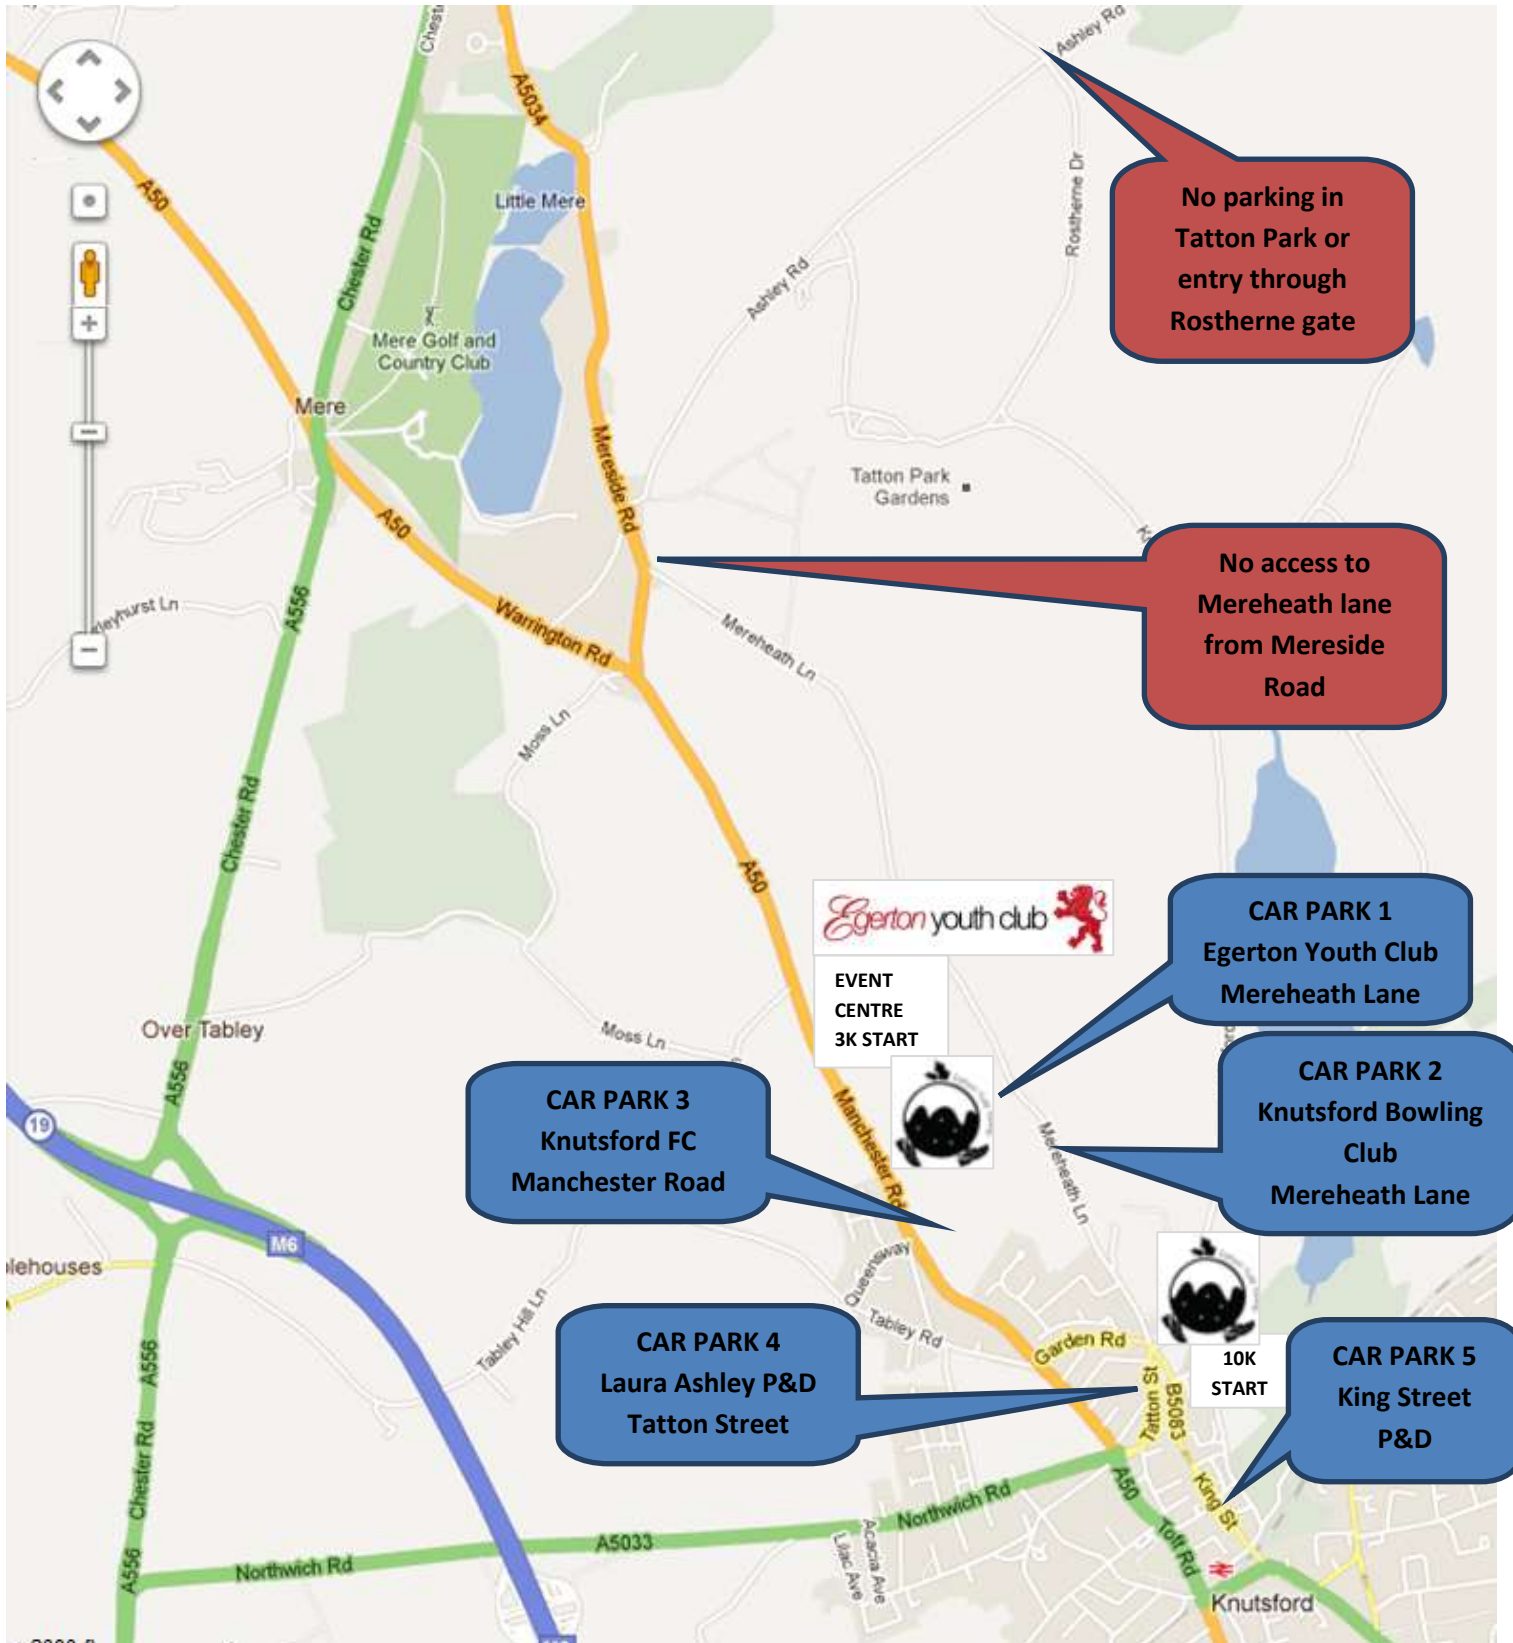 Chest
Ashley Rd
A5034
A50
Little Mere
Chester Rd
Rostherne Dr
No parking in
Tatton Park or
entry through
Rostherne gate
Ashley Rd
Mere Golf and
Country Club
Mere
Mereside Rd
Tatton Park
Gardens
A50
No access to
Mereheath lane
from Mereside
Road
A556
leyhurst Ln
Warrington Rd
Mereheath Ln
Moss Ln
Chester Rd
A50
Egerton youth club
CAR PARK 1
Egerton Youth Club
Mereheath Lane
EVENT
CENTRE
3K START
Over Tabley
Moss Ln
A556
CAR PARK 2
Knutsford Bowling
Club
Mereheath Lane
CAR PARK 3
Knutsford FC
Manchester Road
Manchester Rd
Mereheath Ln
19
M6
lehouses
Queensway
Tabley Hill Ln
Tabley Rd
Garden Rd
CAR PARK 4
Laura Ashley P&D
Tatton Street
Tatton St
B5083
10K
START
CAR PARK 5
King Street
P&D
A556
Chester Rd
A50
King St
Northwich Rd
A5033
Northwich Rd
Acacia Ave
Lilac Ave
Toft Rd
A556
Knutsford